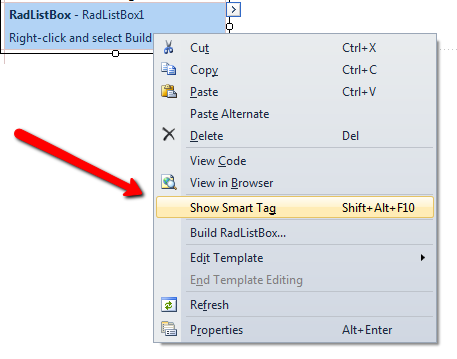 RadListBox - RadListBox1
Right-click and select Build
Cut Ctrl+X
Copy Ctrl+C
Paste Ctrl+V
Paste Alternate
Delete Del
View Code
View in Browser
Show Smart Tag Shift+Alt+F10
Build RadListBox...
Edit Template
End Template Editing
Refresh
Properties Alt+Enter